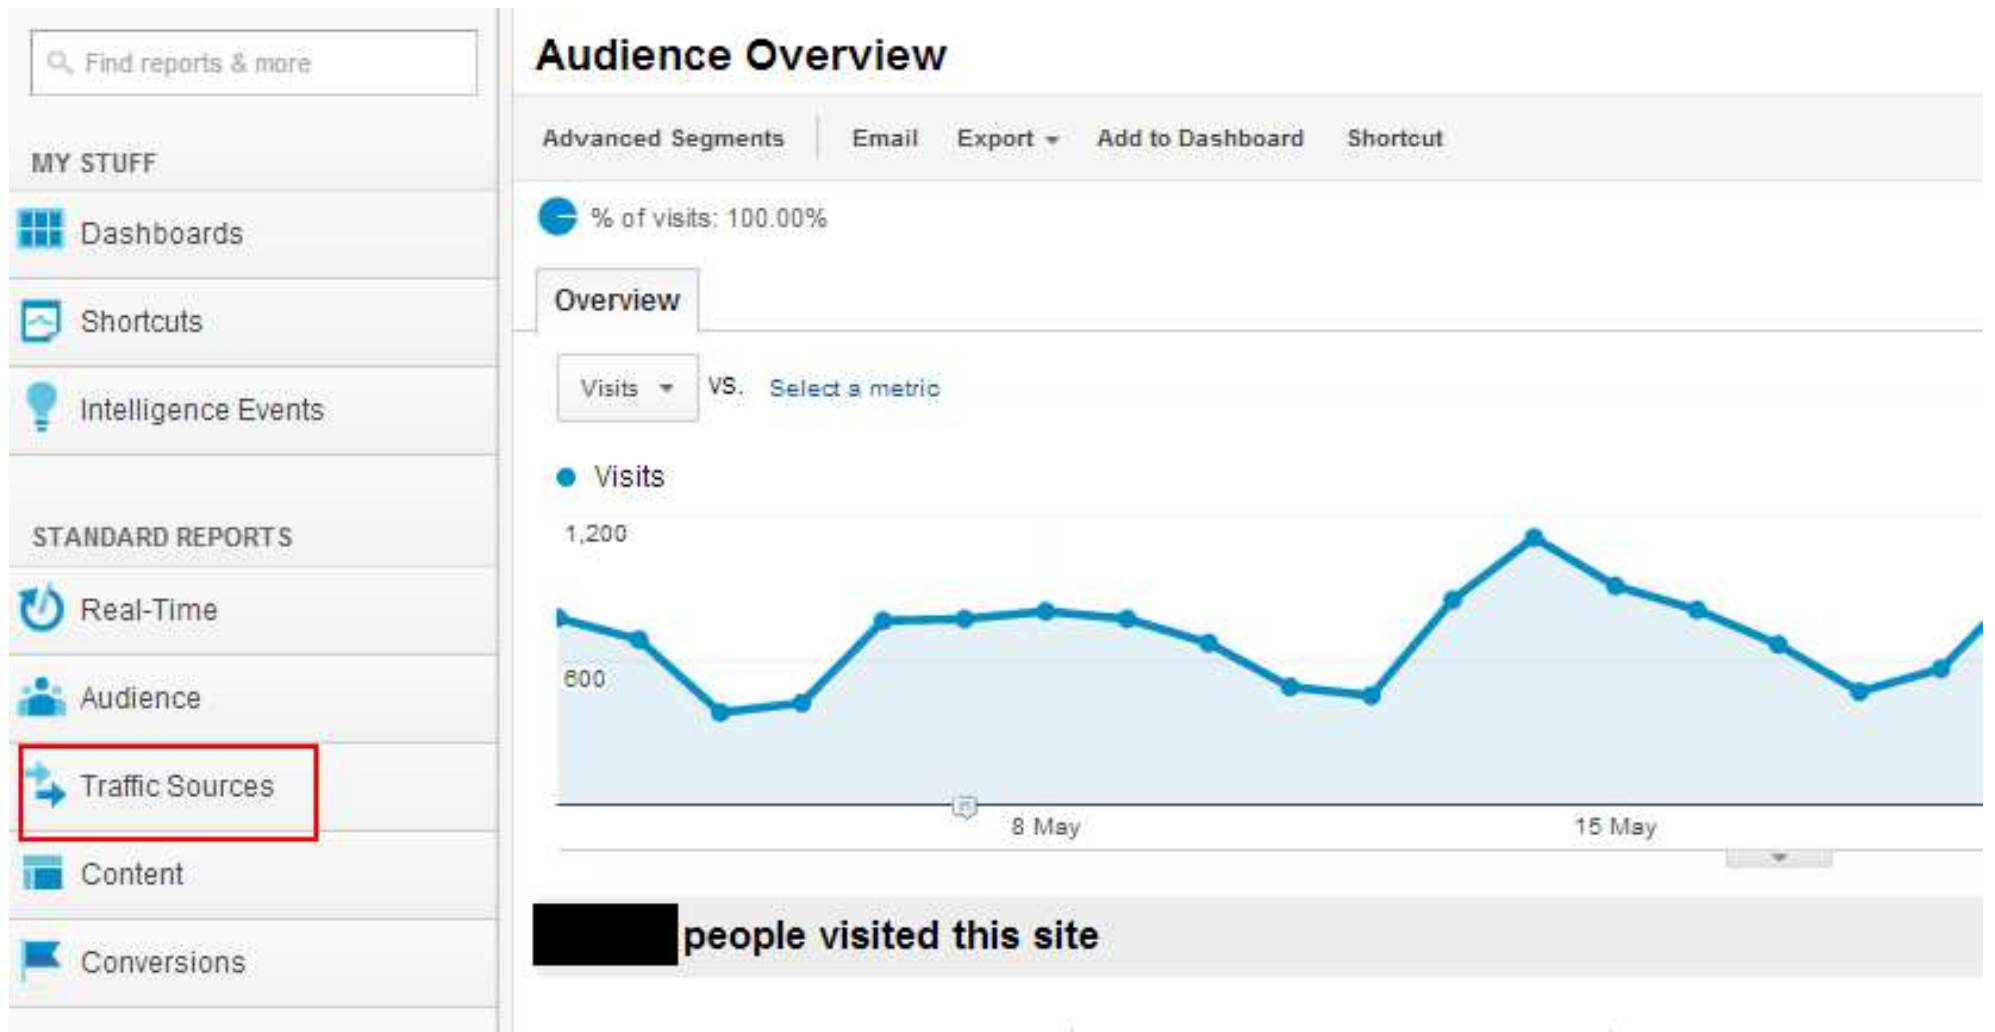 Find reports & more
MY STUFF
Dashboards
Shortcuts
Intelligence Events
STANDARD REPORTS
Real-Time
Audience
Traffic Sources
Content
Conversions
Audience Overview
Advanced Segments Email Export Add to Dashboard Shortcut
% of visits: 100.00%
Overview
Visits VS. Select a metric
Visits
1,200
600
8 May 15 May
people visited this site